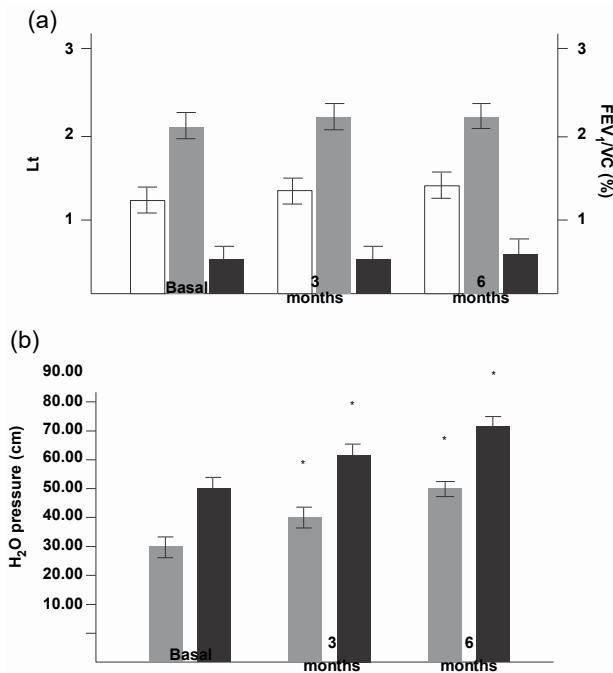 (a)
3
2
1
Lt
3
2
1
FEV₁/VC (%)
Basal
3
months
6
months
(b)
90.00
80.00
70.00
60.00
50.00
40.00
30.00
20.00
10.00
H₂O pressure (cm)
*
*
*
*
Basal
3
months
6
months